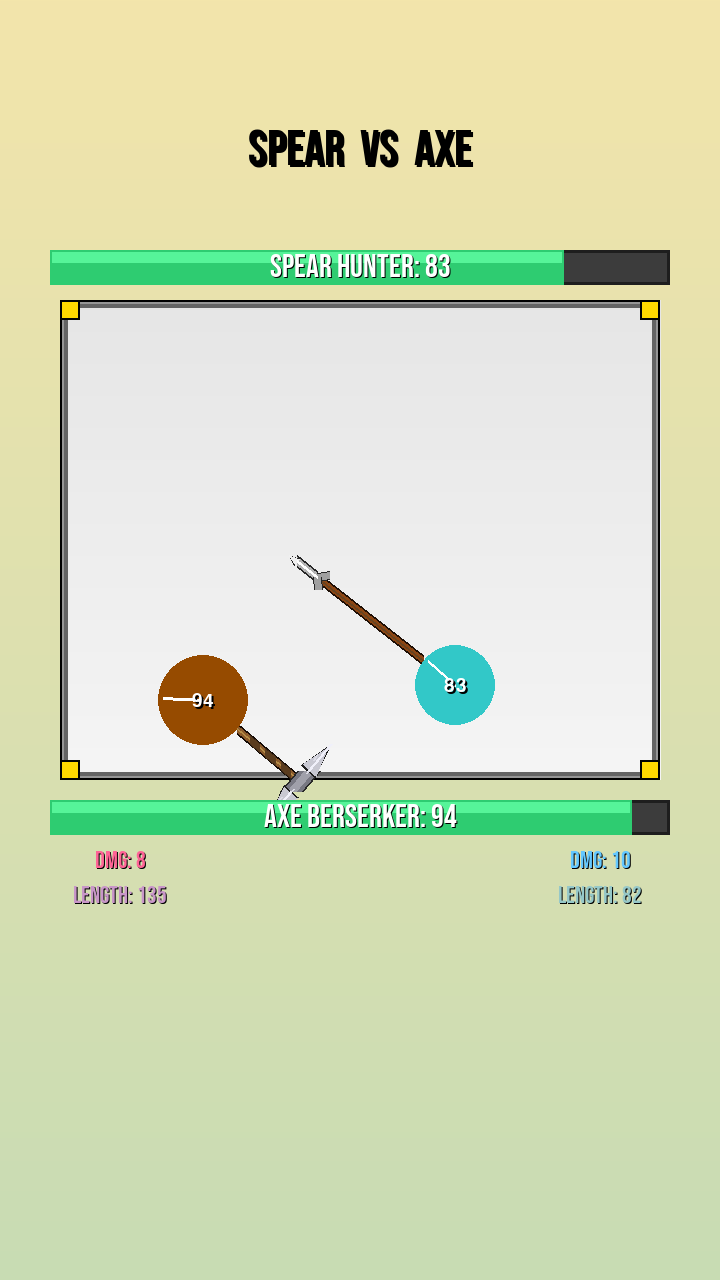 SPEAR VS AXE
SPEAR HUNTER: 83
83
94
AXE BERSERKER: 94
DMG: 8
DMG: 10
LENGTH: 135
LENGTH: 82